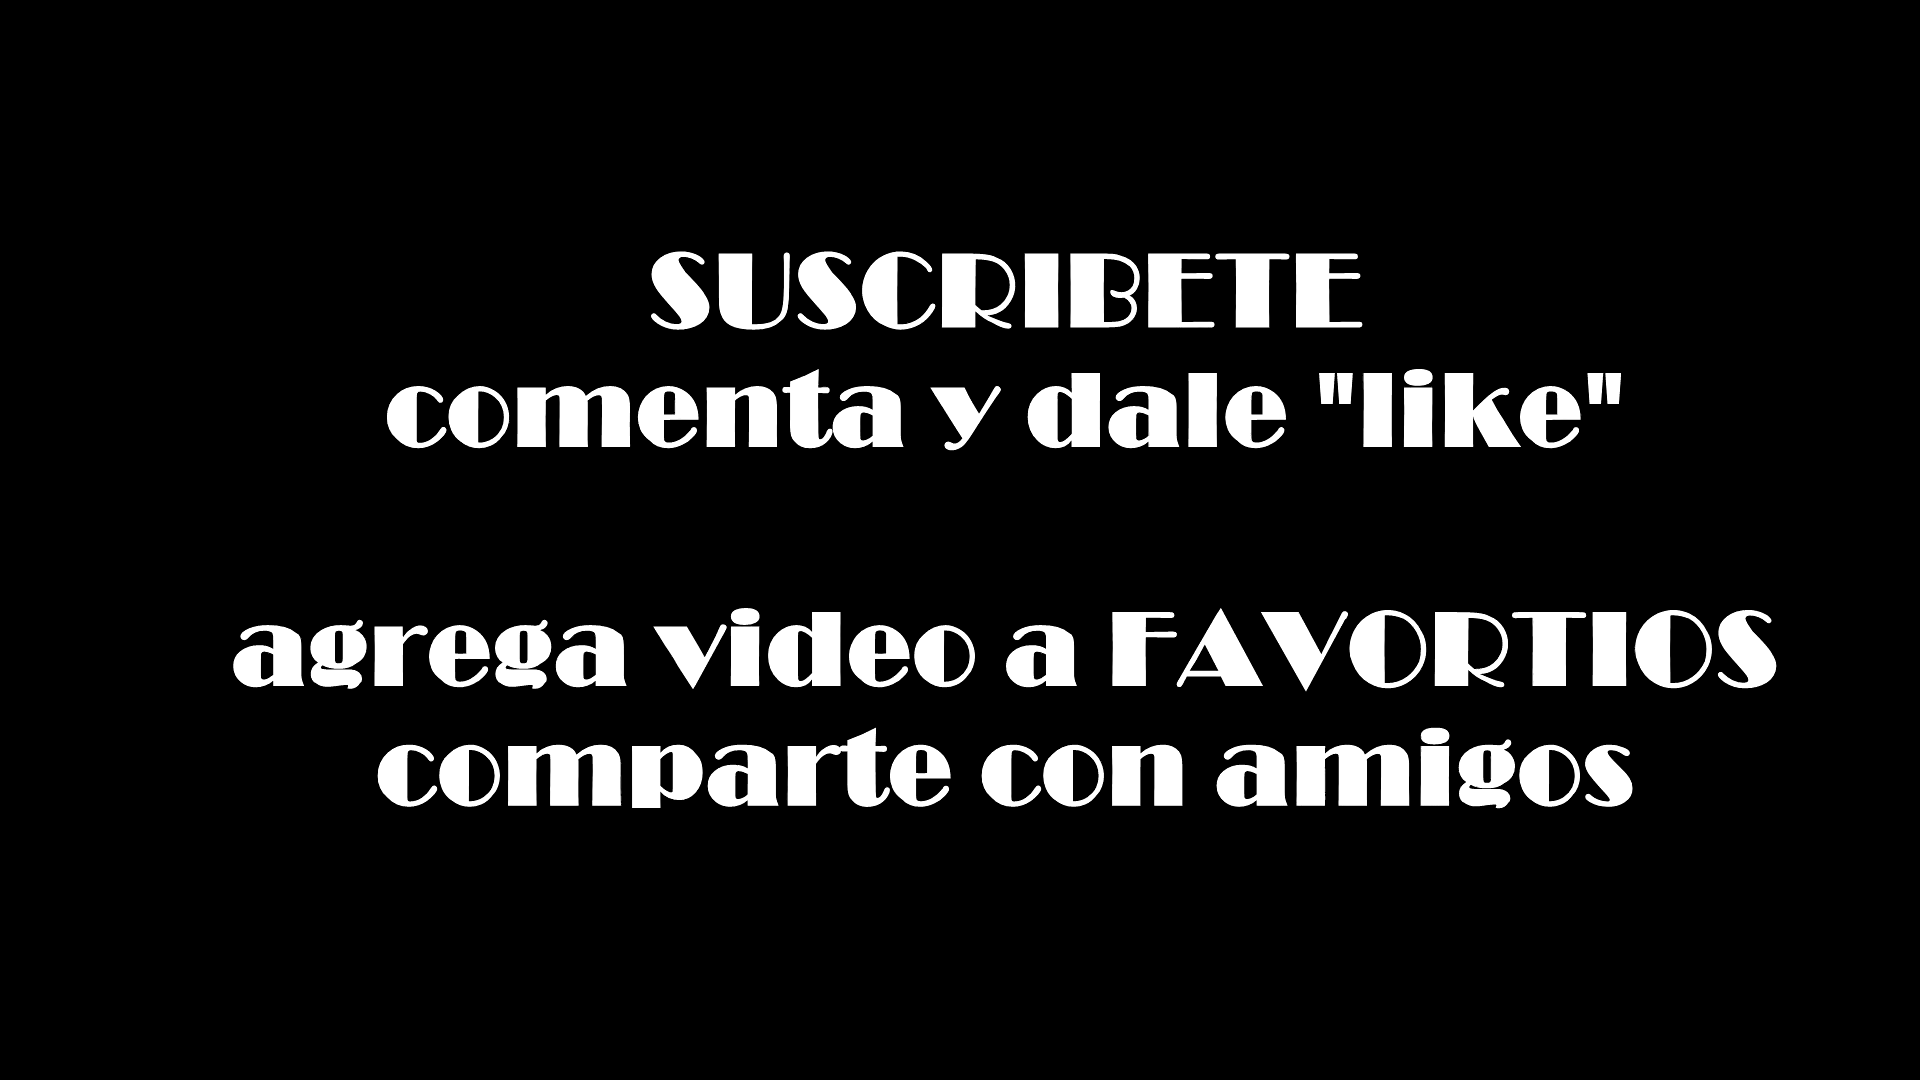 SUSCRIBETE
comenta y dale "like"
agrega video a FAVORTIOS
comparte con amigos